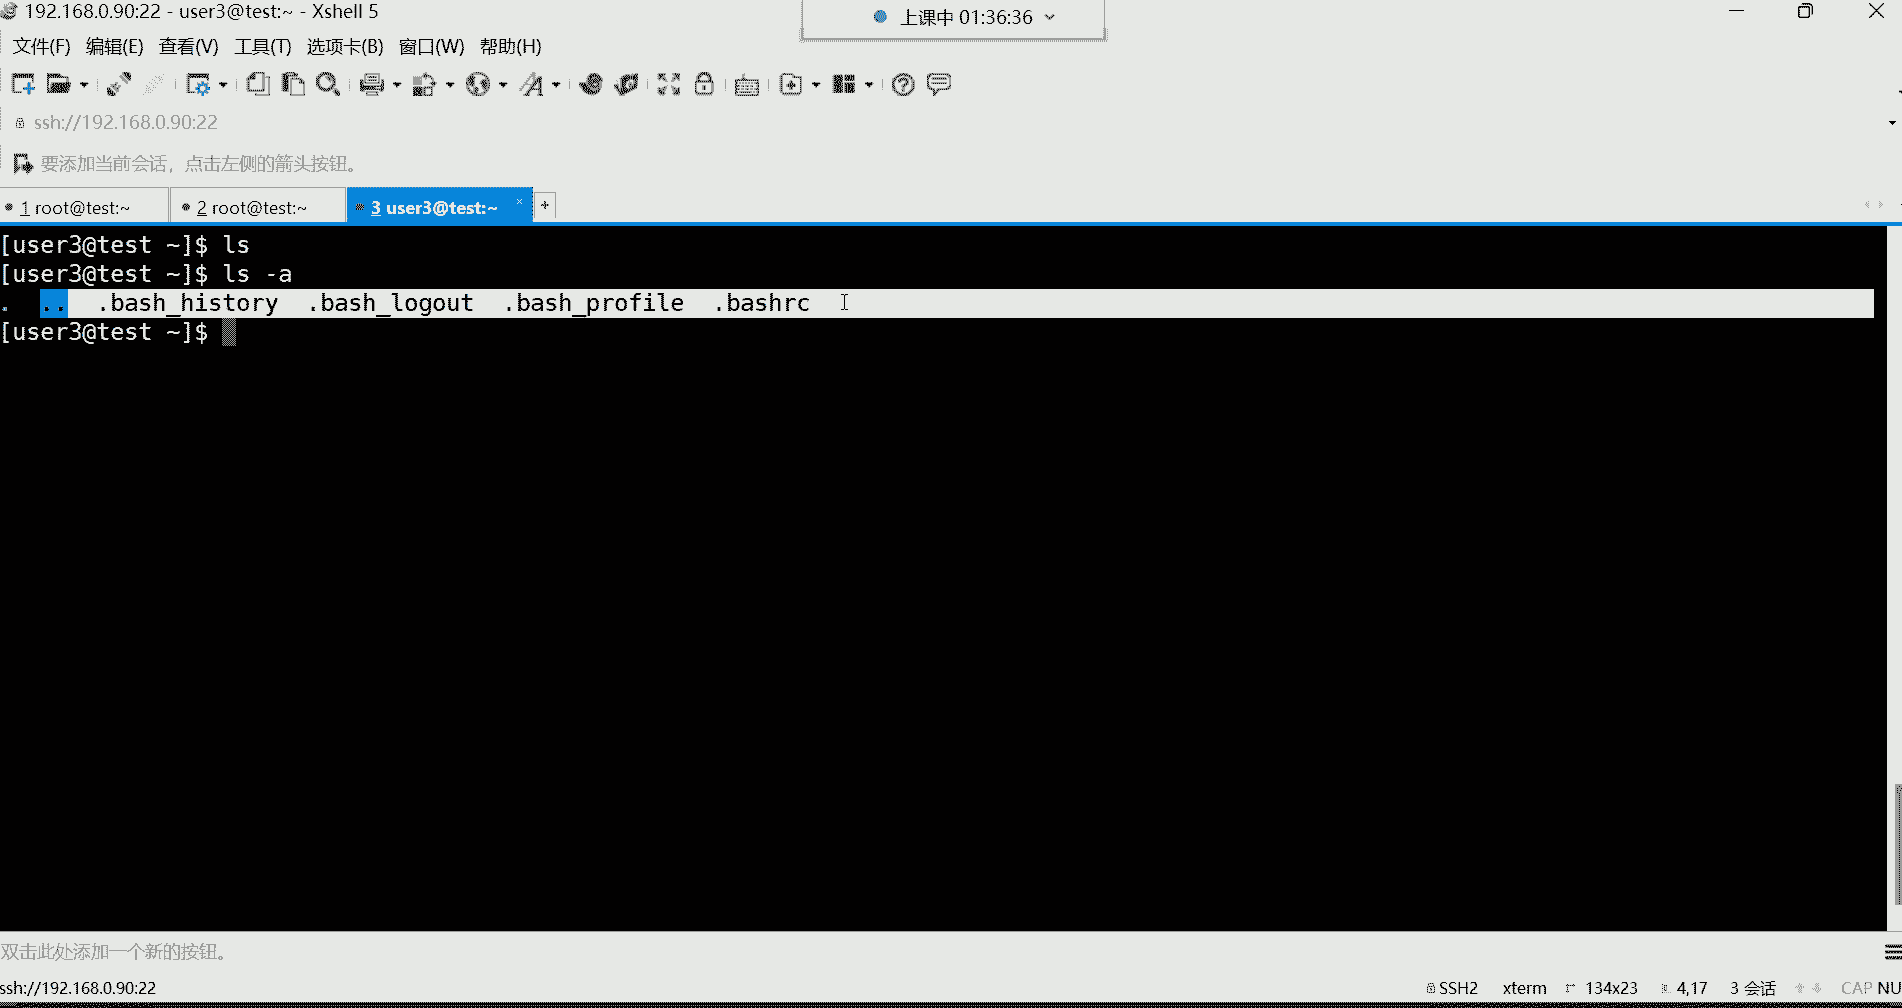 192.168.0.90:22 - user3@test:~ - Xshell 5
上课中 01:36:36
文件(F) 编辑(E) 查看(V) 工具(T) 选项卡(B) 窗口(W) 帮助(H)
ssh://192.168.0.90:22
要添加当前会话，点击左侧的箭头按钮。
1 root@test:~ 2 root@test:~ 3 user3@test:~ × +
[user3@test ~]$ ls
[user3@test ~]$ ls -a
. .. .bash_history .bash_logout .bash_profile .bashrc
[user3@test ~]$
双击此处添加一个新的按钮。
ssh://192.168.0.90:22 SSH2 xterm 134x23 4,17 3 会话 CAP NU